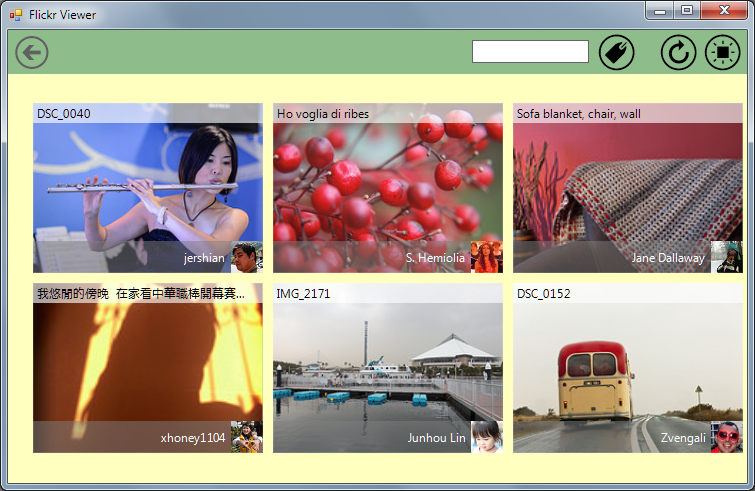 Flickr Viewer
DSC_0040
Ho voglia di ribes
Sofa blanket, chair, wall
jershian
S. Hemiolia
Jane Dallaway
我悠閒的傍晚 在家看中華職棒開幕賽...
IMG_2171
DSC_0152
xhoney1104
Junhou Lin
Zvengali